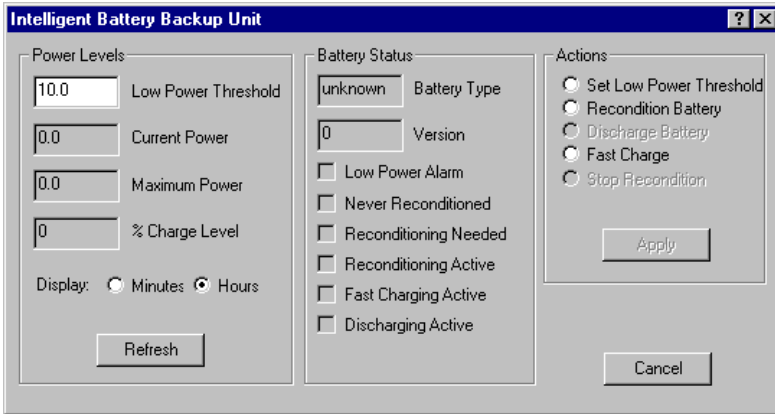 Intelligent Battery Backup Unit
Power Levels
10.0 Low Power Threshold
0.0 Current Power
0.0 Maximum Power
0 % Charge Level
Display: Minutes Hours
Refresh
Battery Status
unknown Battery Type
0 Version
Low Power Alarm
Never Reconditioned
Reconditioning Needed
Reconditioning Active
Fast Charging Active
Discharging Active
Actions
Set Low Power Threshold
Recondition Battery
Discharge Battery
Fast Charge
Stop Recondition
Apply
Cancel